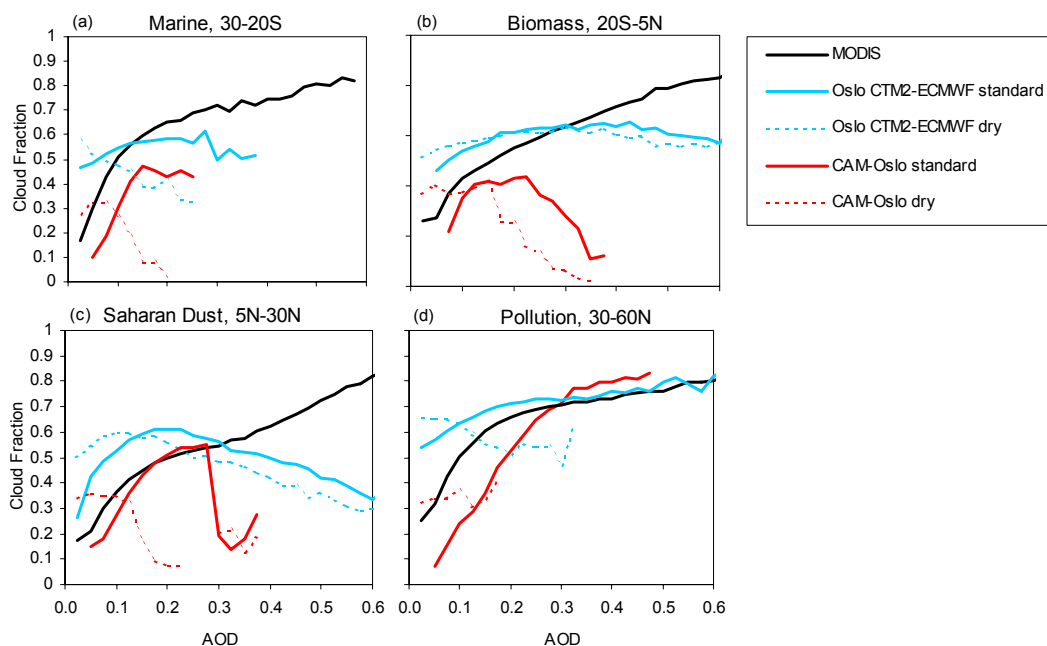 (a) Marine, 30-20S
(b) Biomass, 20S-5N
Cloud Fraction
1
0.9
0.8
0.7
0.6
0.5
0.4
0.3
0.2
0.1
0
MODIS
Oslo CTM2-ECMWF standard
Oslo CTM2-ECMWF dry
CAM-Oslo standard
CAM-Oslo dry
(c) Saharan Dust, 5N-30N
(d) Pollution, 30-60N
Cloud Fraction
1
0.9
0.8
0.7
0.6
0.5
0.4
0.3
0.2
0.1
0
0.0 0.1 0.2 0.3 0.4 0.5 0.6
0.0 0.1 0.2 0.3 0.4 0.5 0.6
AOD
AOD